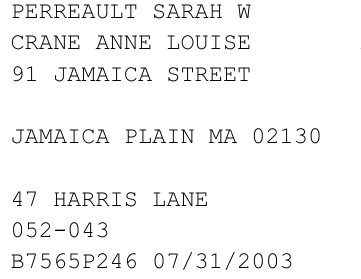 PERREAULT SARAH W
CRANE ANNE LOUISE
91 JAMAICA STREET
JAMAICA PLAIN MA 02130
47 HARRIS LANE
052-043
B7565P246 07/31/2003